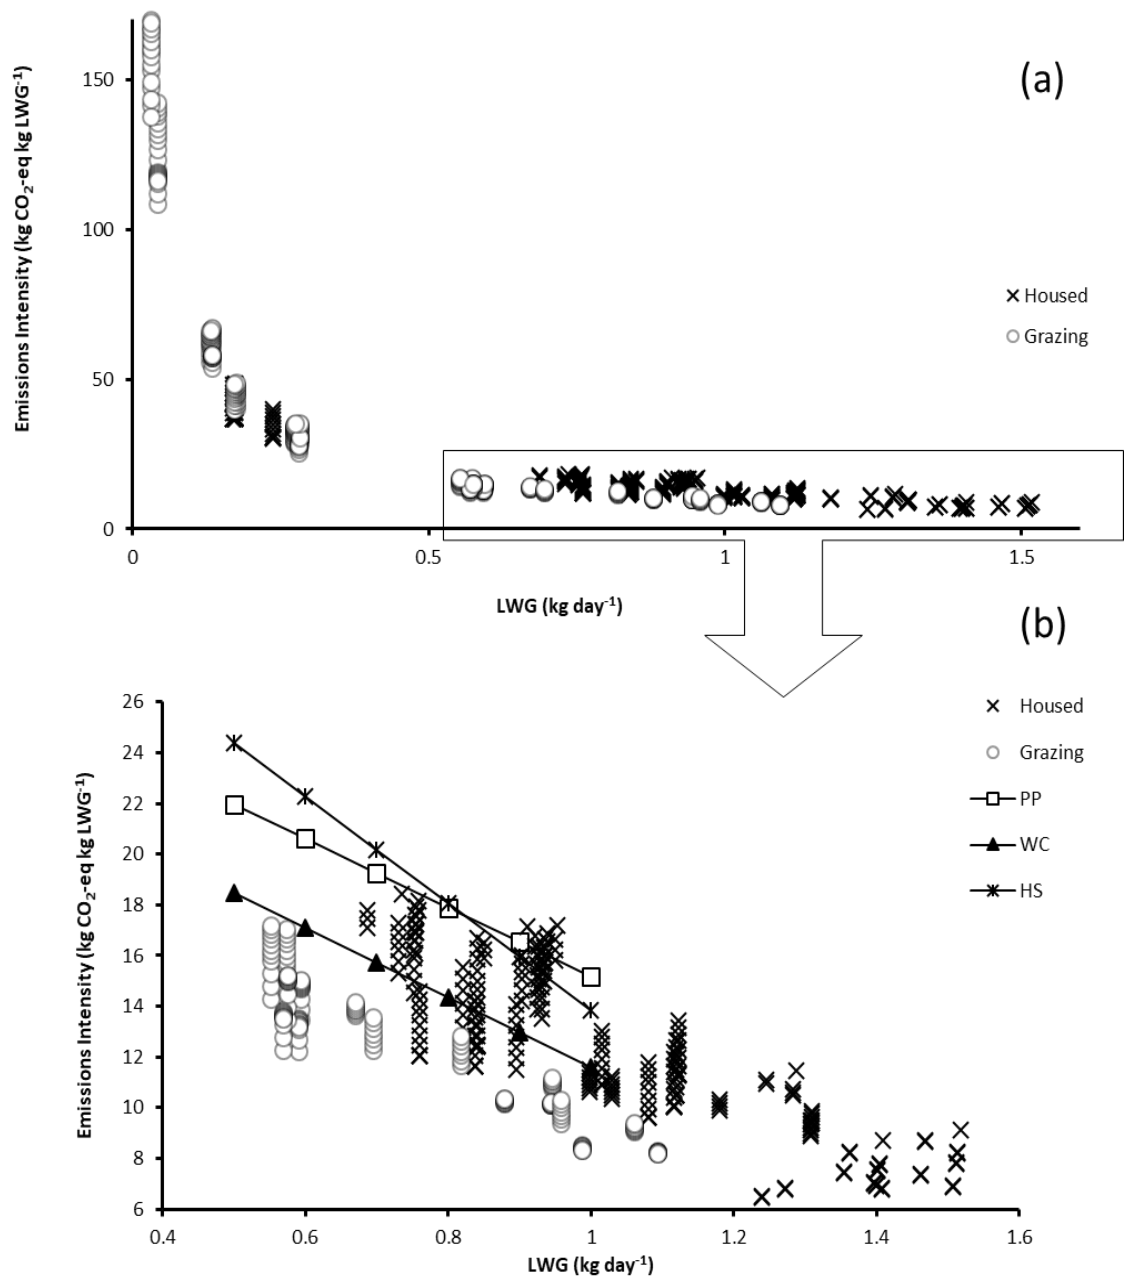 (a)
Emissions Intensity (kg CO₂-eq kg LWG⁻¹)
150
100
50
0
Housed
Grazing
0 0.5 1 1.5
LWG (kg day⁻¹)
(b)
Emissions Intensity (kg CO₂-eq kg LWG⁻¹)
26
24
22
20
18
16
14
12
10
8
6
Housed
Grazing
PP
WC
HS
0.4 0.6 0.8 1 1.2 1.4 1.6
LWG (kg day⁻¹)